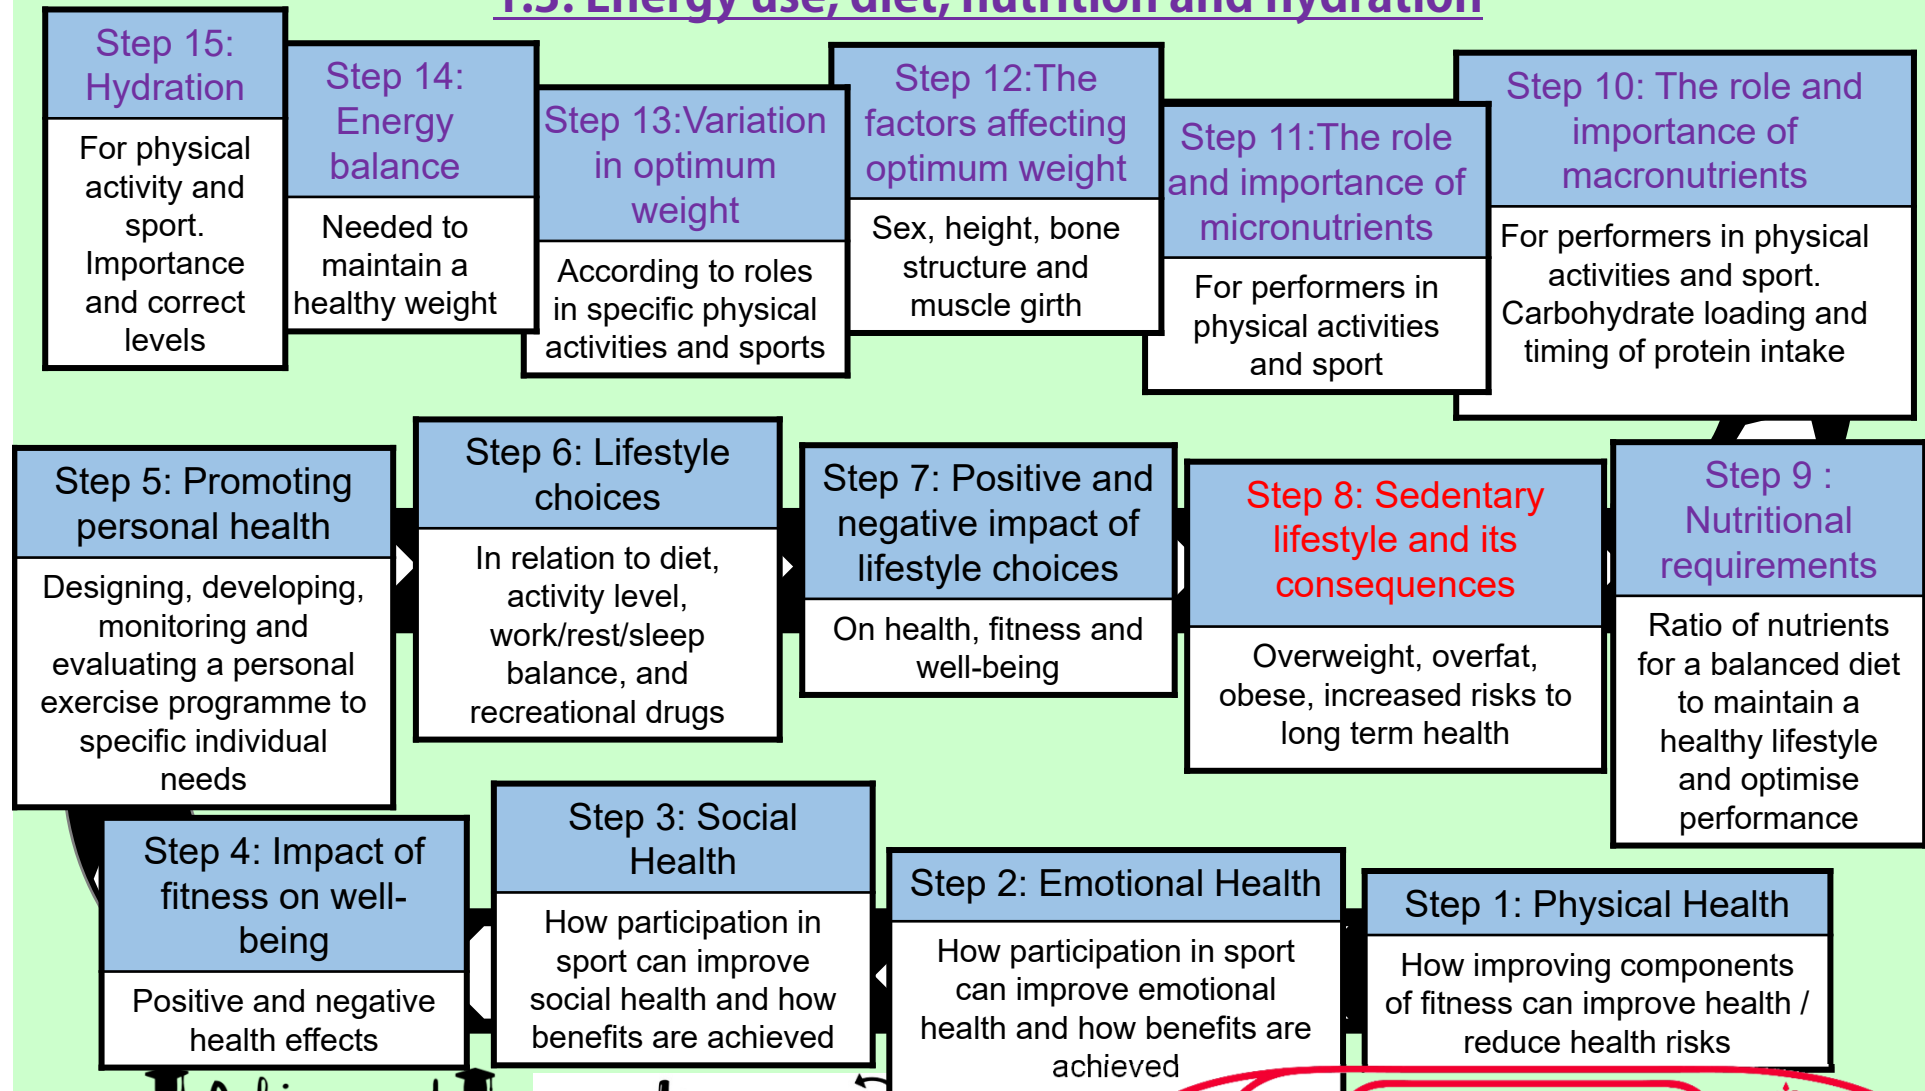 1.3: Energy use, diet, nutrition and hydration
Step 15:
Hydration
For physical
activity and
sport.
Importance
and correct
levels
Step 14:
Energy
balance
Needed to
maintain a
healthy weight
Step 13:Variation
in optimum
weight
According to roles
in specific physical
activities and sports
Step 12:The
factors affecting
optimum weight
Sex, height, bone
structure and
muscle girth
Step 11:The role
and importance of
micronutrients
For performers in
physical activities
and sport
Step 10: The role and
importance of
macronutrients
For performers in physical
activities and sport.
Carbohydrate loading and
timing of protein intake
Step 5: Promoting
personal health
Designing, developing,
monitoring and
evaluating a personal
exercise programme to
specific individual
needs
Step 6: Lifestyle
choices
In relation to diet,
activity level,
work/rest/sleep
balance, and
recreational drugs
Step 7: Positive and
negative impact of
lifestyle choices
On health, fitness and
well-being
Step 8: Sedentary
lifestyle and its
consequences
Overweight, overfat,
obese, increased risks to
long term health
Step 9 :
Nutritional
requirements
Ratio of nutrients
for a balanced diet
to maintain a
healthy lifestyle
and optimise
performance
Step 4: Impact of
fitness on well-
being
Positive and negative
health effects
Step 3: Social
Health
How participation in
sport can improve
social health and how
benefits are achieved
Step 2: Emotional Health
How participation in sport
can improve emotional
health and how benefits are
achieved
Step 1: Physical Health
How improving components
of fitness can improve health /
reduce health risks